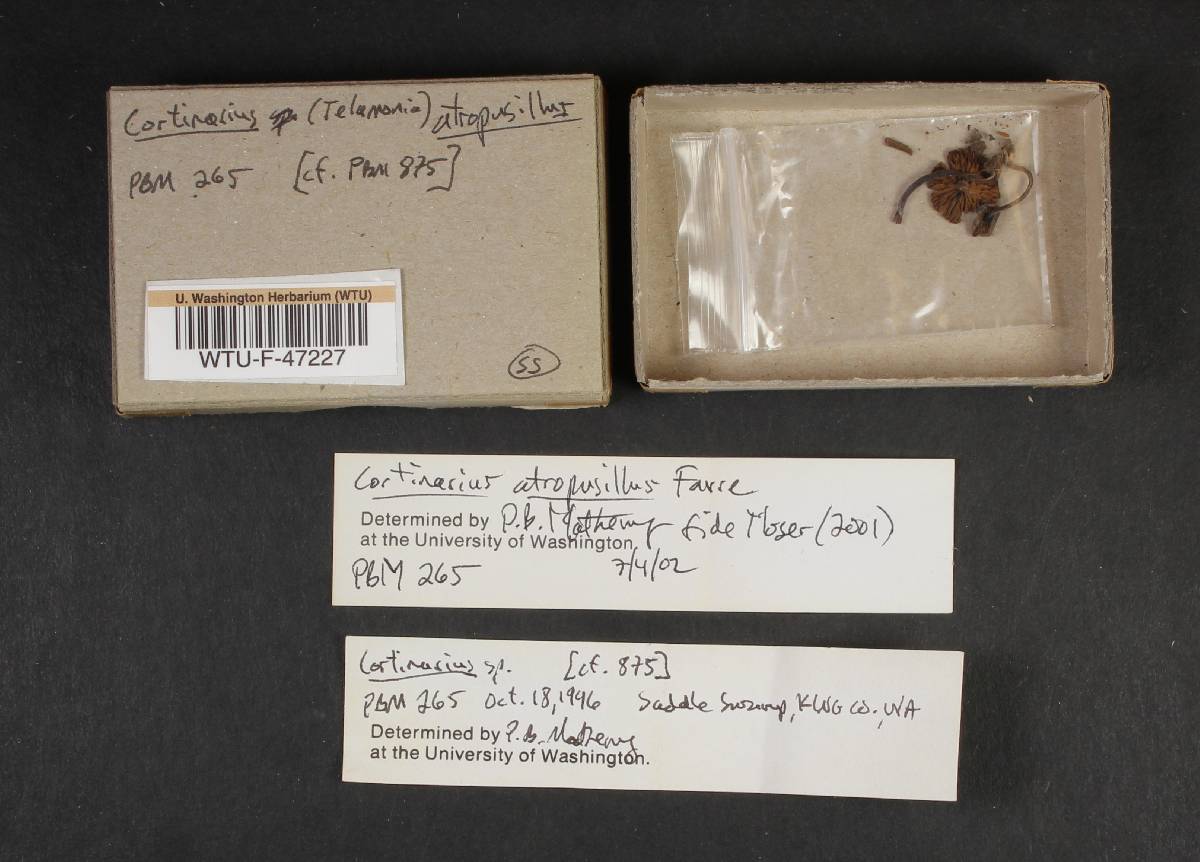 Cortinarius sp. (Telamonia) atropusillus
PBM 265 [cf. PBM 875]
U. Washington Herbarium (WTU)
WTU-F-47227
SS
Cortinarius atropusillus Favre
Determined by P.B. Matheny fide Moser (2001)
at the University of Washington.
PBM 265 7/4/02
Cortinarius sp. [cf. 875]
PBM 265 Oct. 18, 1996 Saddle Swamp, KING CO., WA
Determined by P.B. Matheny
at the University of Washington.